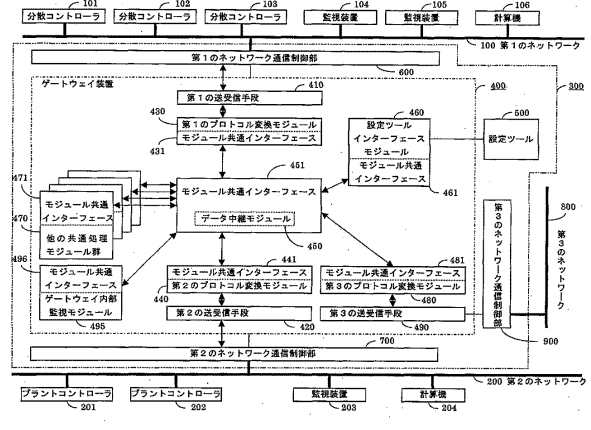 101
102
103
104
105
106
分散コントローラ
分散コントローラ
分散コントローラ
監視装置
監視装置
計算機
100 第1のネットワーク
第1のネットワーク通信制御部
600
ゲートウェイ装置
400
300
410
第1の送受信手段
430
第1のプロトコル変換モジュール
431
モジュール共通インターフェース
460
設定ツール
インターフェース
モジュール
モジュール共通
インターフェース
461
500
設定ツール
451
モジュール共通インターフェース
データ中継モジュール
450
471
モジュール共通
インターフェース
470
他の共通処理
モジュール群
496
モジュール共通
インターフェース
ゲートウェイ内部
監視モジュール
495
441
モジュール共通インターフェース
440
第2のプロトコル変換モジュール
第2の送受信手段
420
481
モジュール共通インターフェース
第3のプロトコル変換モジュール
480
第3の送受信手段
490
第3のネットワーク通信制御部
900
800
第3のネットワーク
700
第2のネットワーク通信制御部
200 第2のネットワーク
プラントコントローラ
プラントコントローラ
監視装置
計算機
201
202
203
204